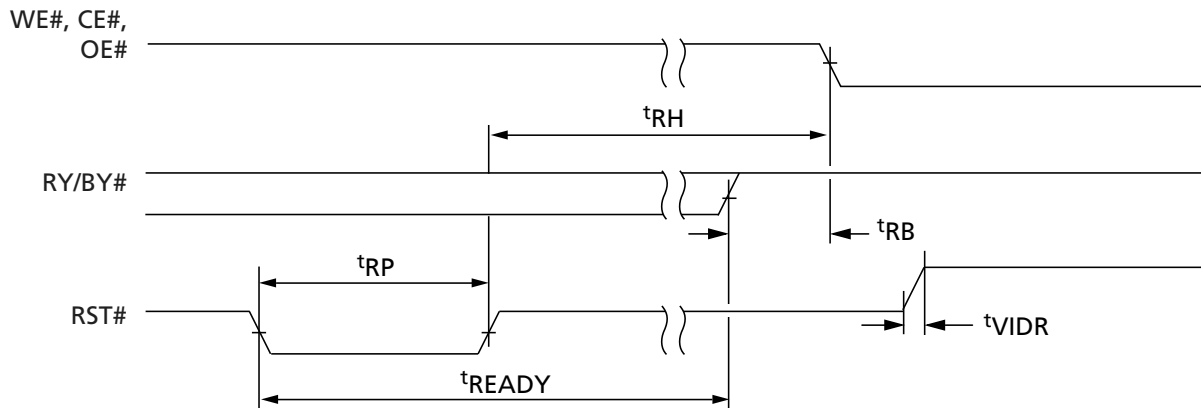 WE#, CE#,
OE#
tRH
RY/BY#
tRB
tRP
RST#
tVIDR
tREADY